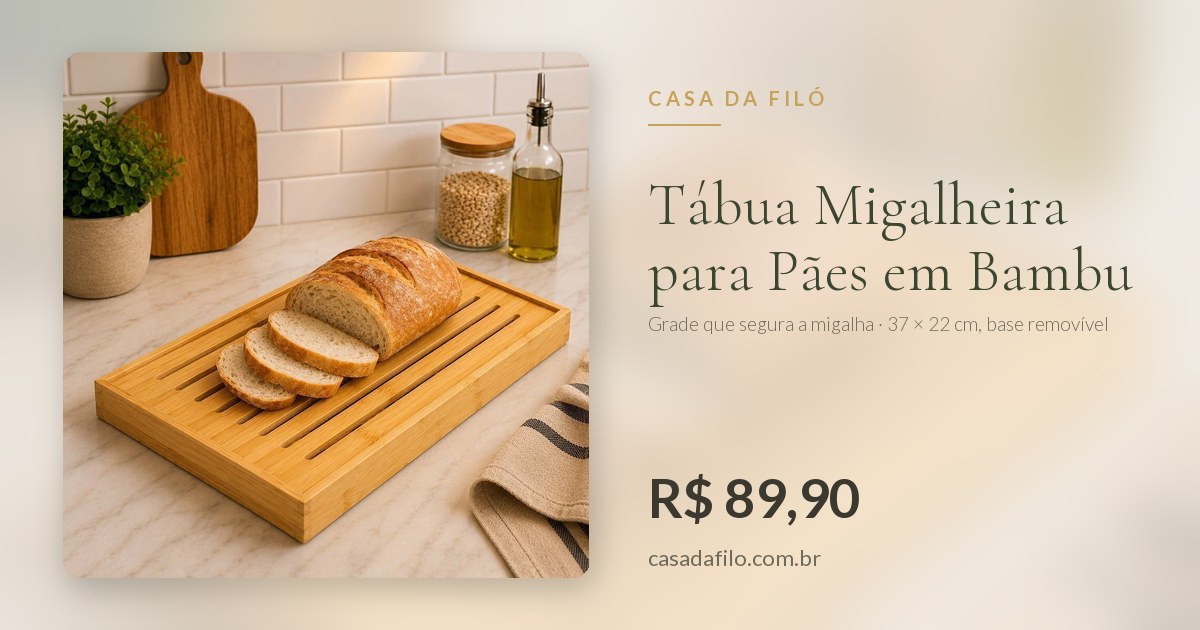 CASA DA FILÓ
Tábua Migalheira
para Pães em Bambu
Grade que segura a migalha · 37 × 22 cm, base removível
R$ 89,90
casadafilo.com.br